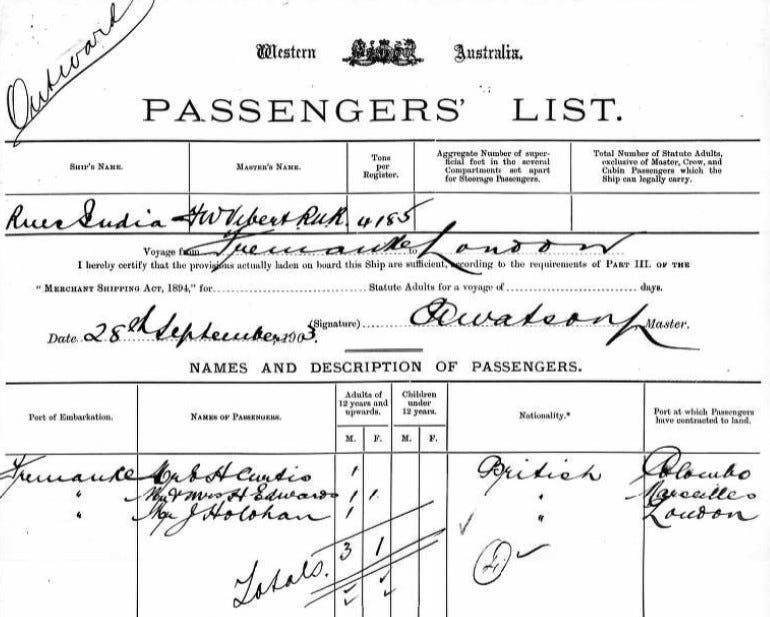 Outward
Western Australia.
PASSENGERS' LIST.
SHIP'S NAME. MASTER'S NAME. Tons per Register. Aggregate Number of superficial feet in the several Compartments set apart for Steerage Passengers. Total Number of Statute Adults, exclusive of Master, Crew, and Cabin Passengers which the Ship can legally carry.
India 4185
Voyage from Fremantle to London
I hereby certify that the provisions actually laden on board this Ship are sufficient, according to the requirements of PART III. OF THE
"MERCHANT SHIPPING ACT, 1894," for Statute Adults for a voyage of days.
Date 28th September, 1903. (Signature) Watson Master.
NAMES AND DESCRIPTION OF PASSENGERS.
Port of Embarkation. NAMES OF PASSENGERS. Adults of 12 years and upwards. Children under 12 years. Nationality.* Port at which Passengers have contracted to land.
M. F. M. F.
Fremantle Mr H Curtis 1 British Colombo
" Mr & Mrs H Edwards 1 1 " Marseilles
" Mr J Holohan 1 " London
Totals. 3 1 4